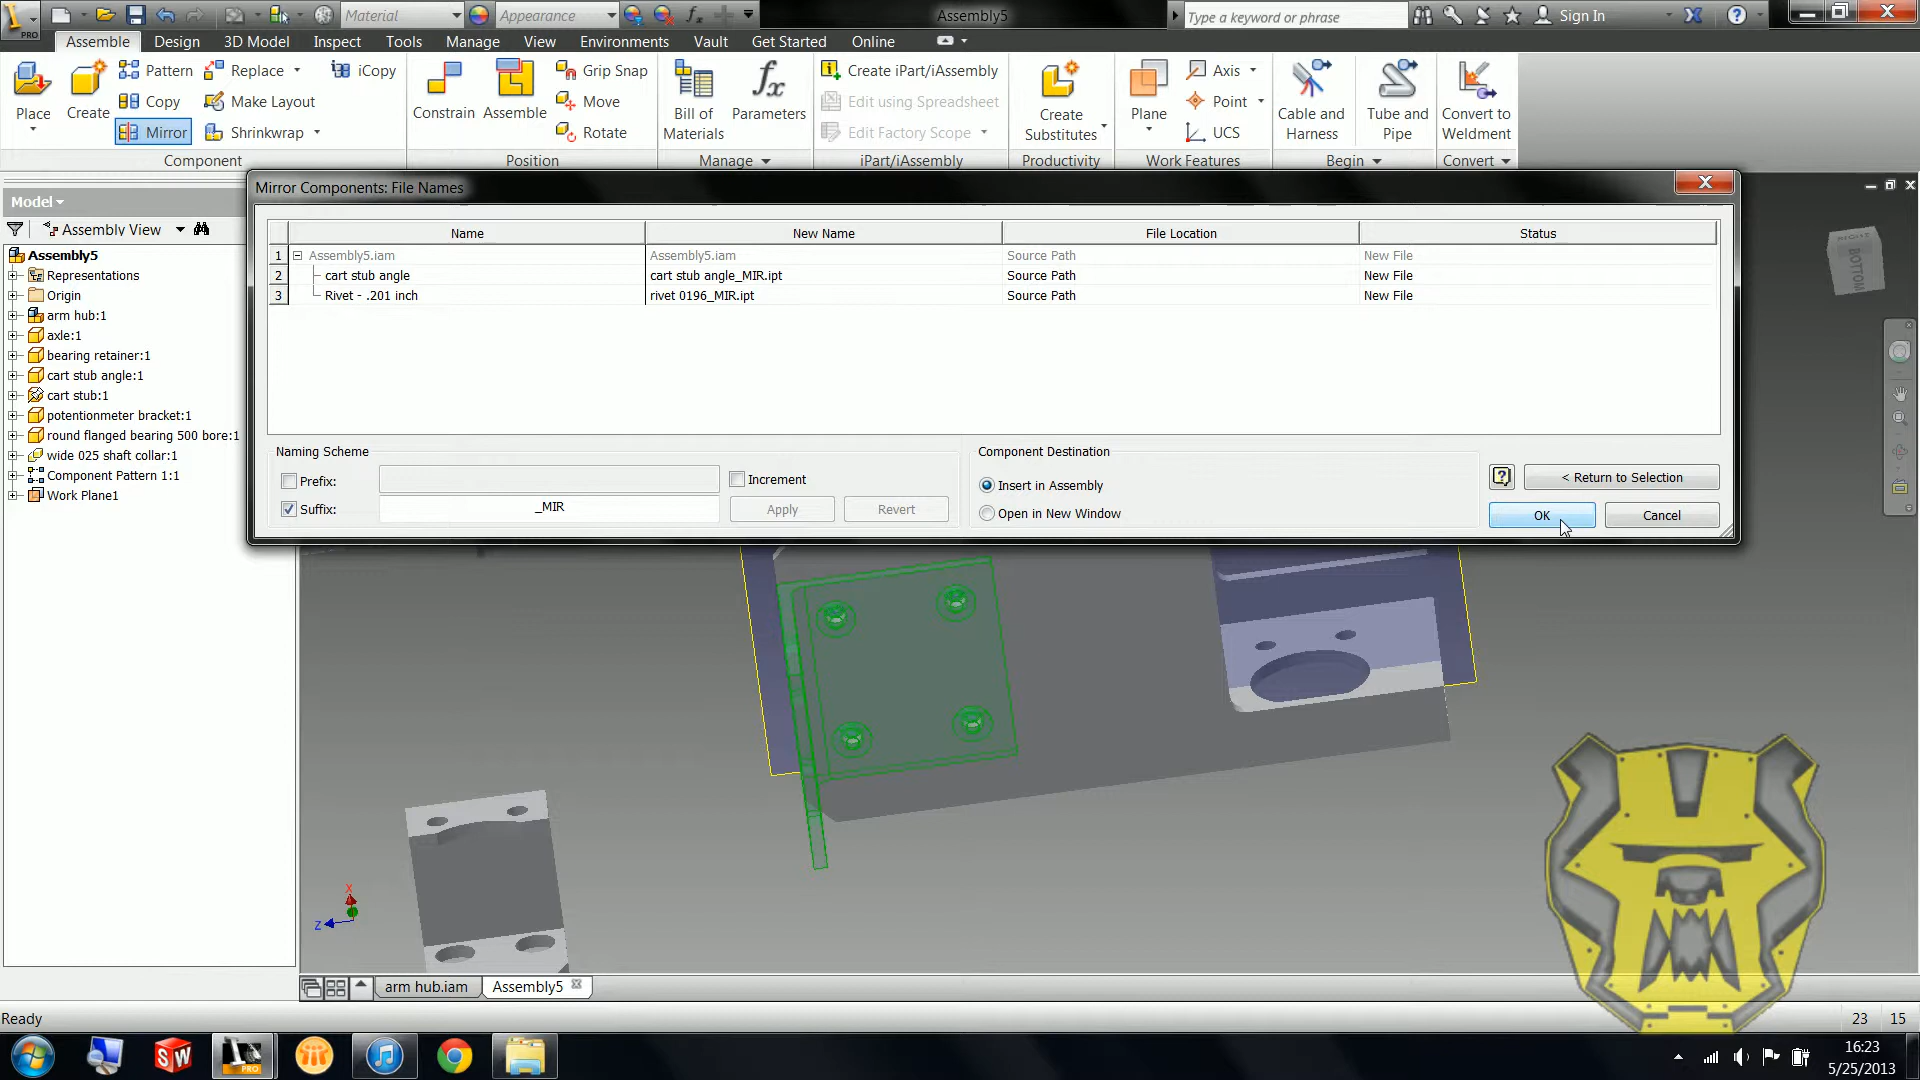 PRO
Material
Appearance
Assembly5
Type a keyword or phrase
Sign In
Assemble
Design
3D Model
Inspect
Tools
Manage
View
Environments
Vault
Get Started
Online
Place
Create
Pattern
Copy
Mirror
Replace
Make Layout
Shrinkwrap
iCopy
Constrain
Assemble
Grip Snap
Move
Rotate
Bill of Materials
Parameters
Create iPart/iAssembly
Edit using Spreadsheet
Edit Factory Scope
Create Substitutes
Plane
Axis
Point
UCS
Cable and Harness
Tube and Pipe
Convert to Weldment
Component
Position
Manage
iPart/iAssembly
Productivity
Work Features
Begin
Convert
Model
Assembly View
Assembly5
Representations
Origin
arm hub:1
axle:1
bearing retainer:1
cart stub angle:1
cart stub:1
potentionmeter bracket:1
round flanged bearing 500 bore:1
wide 025 shaft collar:1
Component Pattern 1:1
Work Plane1
Mirror Components: File Names
Name New Name File Location Status
1 Assembly5.iam Assembly5.iam Source Path New File
2 cart stub angle cart stub angle_MIR.ipt Source Path New File
3 Rivet - .201 inch rivet 0196_MIR.ipt Source Path New File
Naming Scheme
Prefix:
Increment
Suffix: _MIR
Apply
Revert
Component Destination
Insert in Assembly
Open in New Window
< Return to Selection
OK
Cancel
BOTTOM
X
Z
arm hub.iam
Assembly5
Ready
23 15
SW
PRO
16:23
5/25/2013